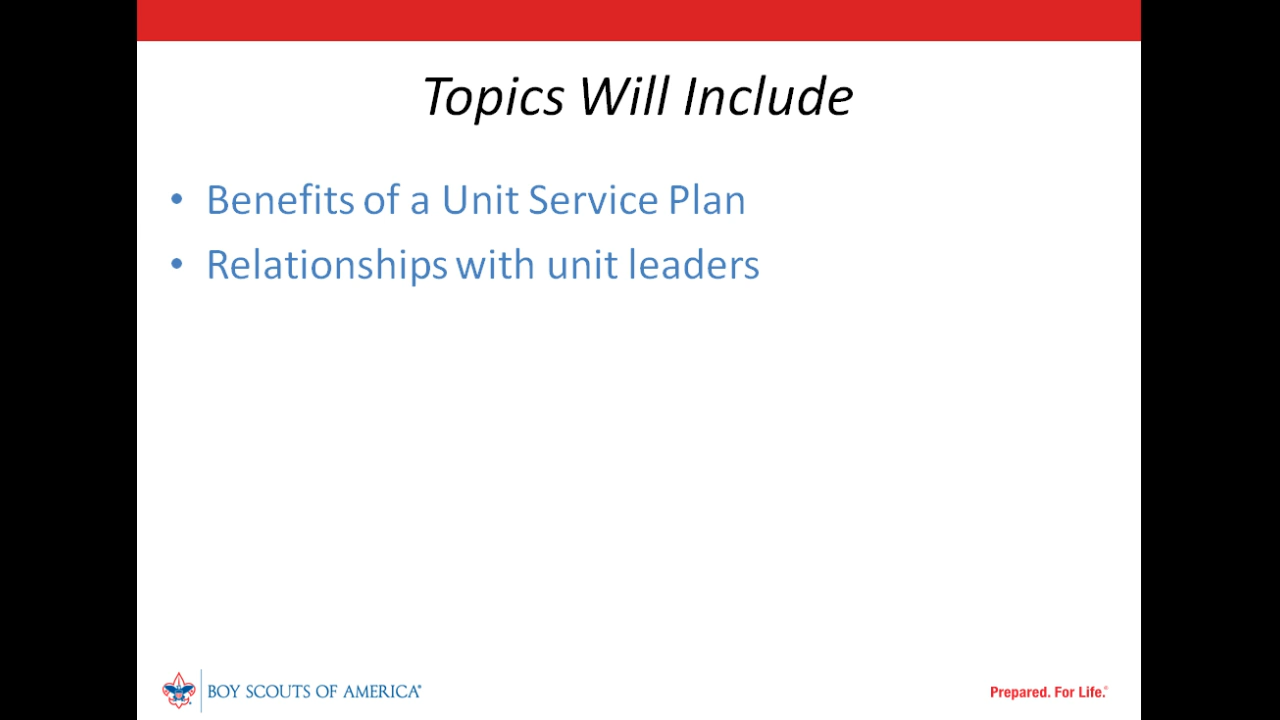 Topics Will Include
• Benefits of a Unit Service Plan
• Relationships with unit leaders
BOY SCOUTS OF AMERICA®
Prepared. For Life.®